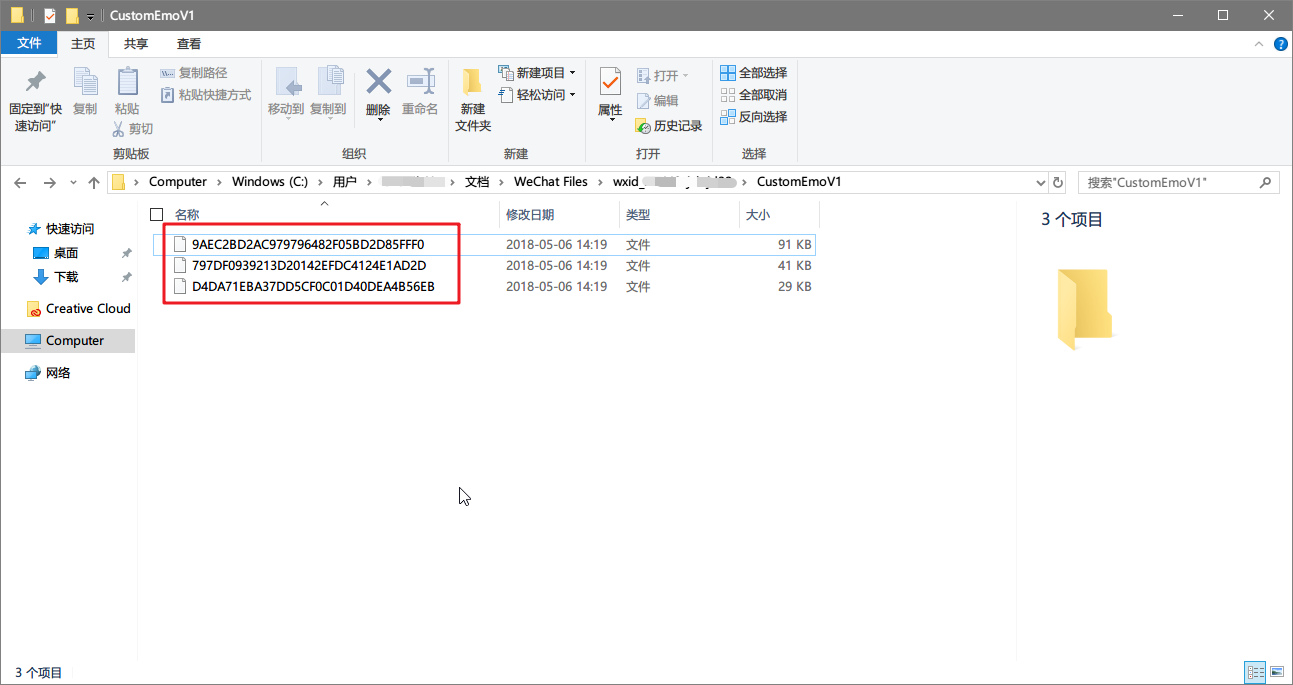 CustomEmoV1
文件 主页 共享 查看
固定到"快速访问"
复制
粘贴
复制路径
粘贴快捷方式
剪切
剪贴板
移动到
复制到
删除
重命名
组织
新建文件夹
新建项目
轻松访问
新建
属性
打开
编辑
历史记录
打开
全部选择
全部取消
反向选择
选择
Computer › Windows (C:) › 用户 › › 文档 › WeChat Files › wxid_ › CustomEmoV1
搜索"CustomEmoV1"
快速访问
桌面
下载
Creative Cloud
Computer
网络
名称 修改日期 类型 大小
9AEC2BD2AC979796482F05BD2D85FFF0 2018-05-06 14:19 文件 91 KB
797DF0939213D20142EFDC4124E1AD2D 2018-05-06 14:19 文件 41 KB
D4DA71EBA37DD5CF0C01D40DEA4B56EB 2018-05-06 14:19 文件 29 KB
3 个项目
3 个项目